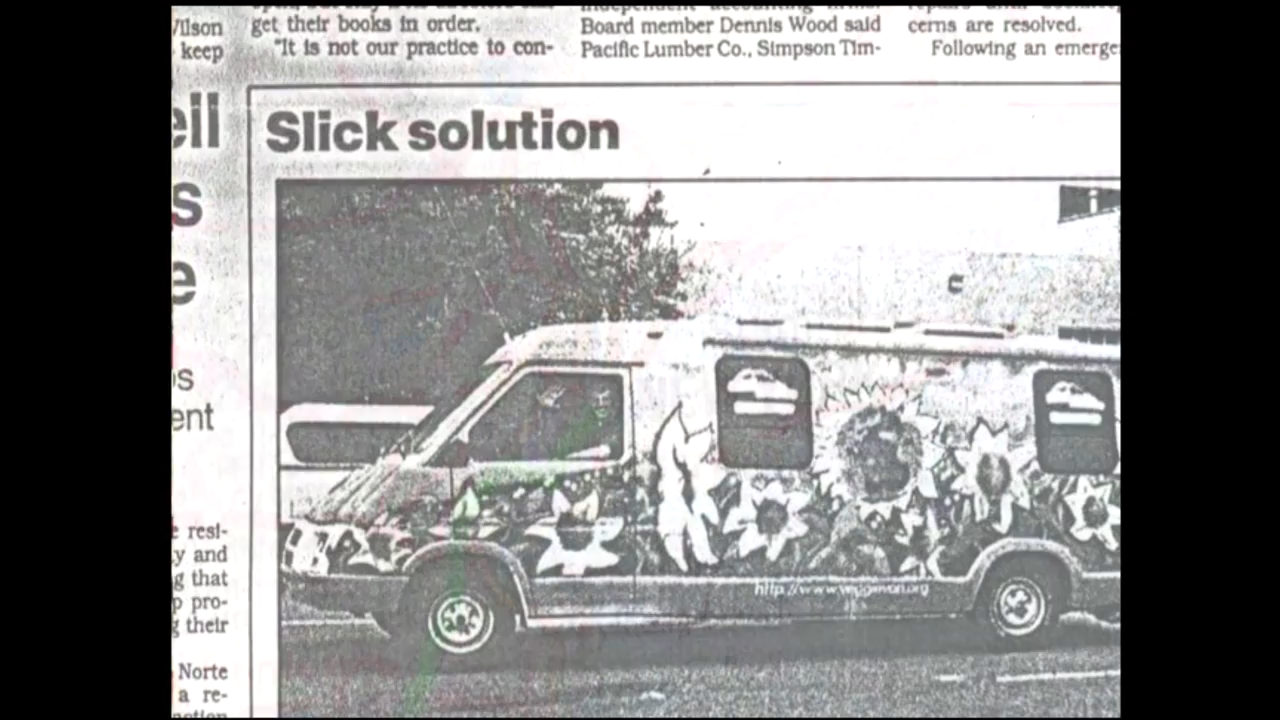 Wilson
keep
ell
s
e
os
ent
e resi-
y and
g that
p pro-
g their
Norte
a re-
get their books in order.
"It is not our practice to con-
Board member Dennis Wood said
Pacific Lumber Co., Simpson Tim-
cerns are resolved.
Following an emerge
Slick solution
http://www.veggievan.org